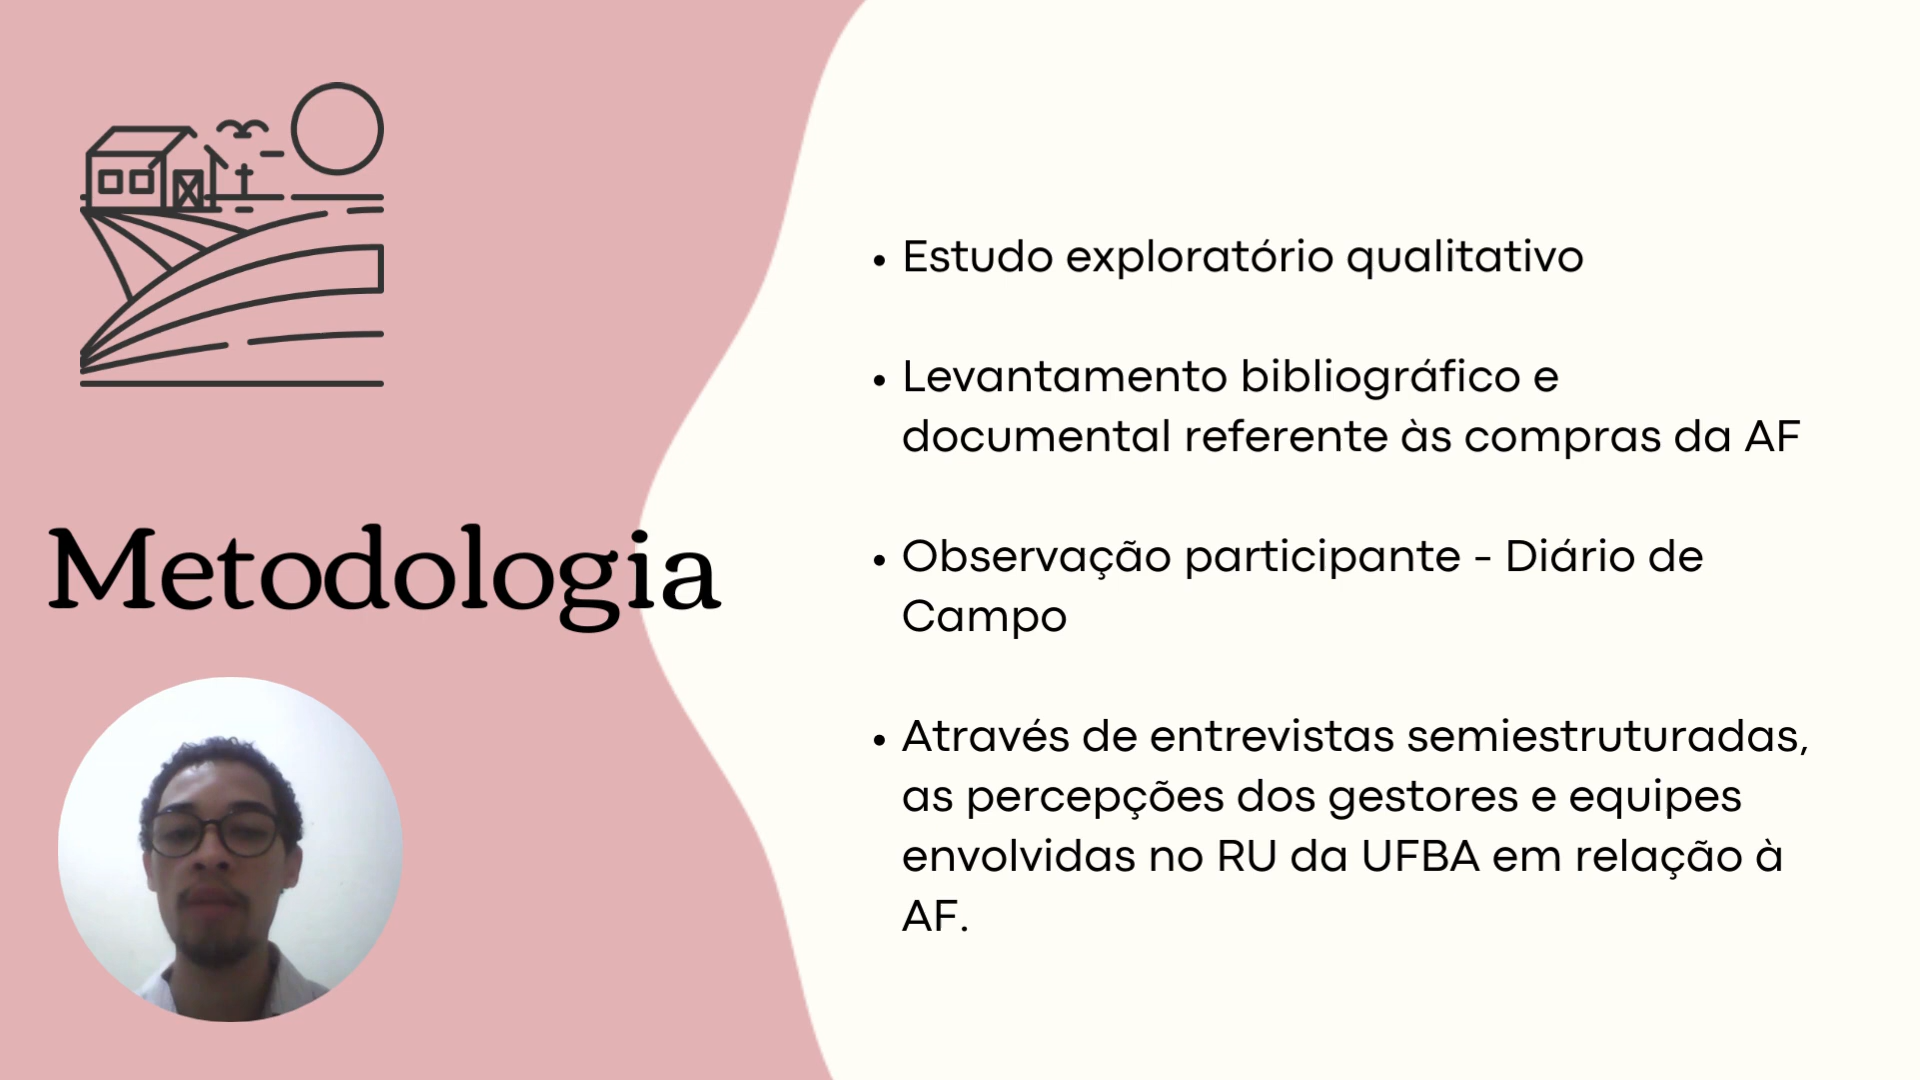 Metodologia
• Estudo exploratório qualitativo
• Levantamento bibliográfico e
documental referente às compras da AF
• Observação participante - Diário de
Campo
• Através de entrevistas semiestruturadas,
as percepções dos gestores e equipes
envolvidas no RU da UFBA em relação à
AF.